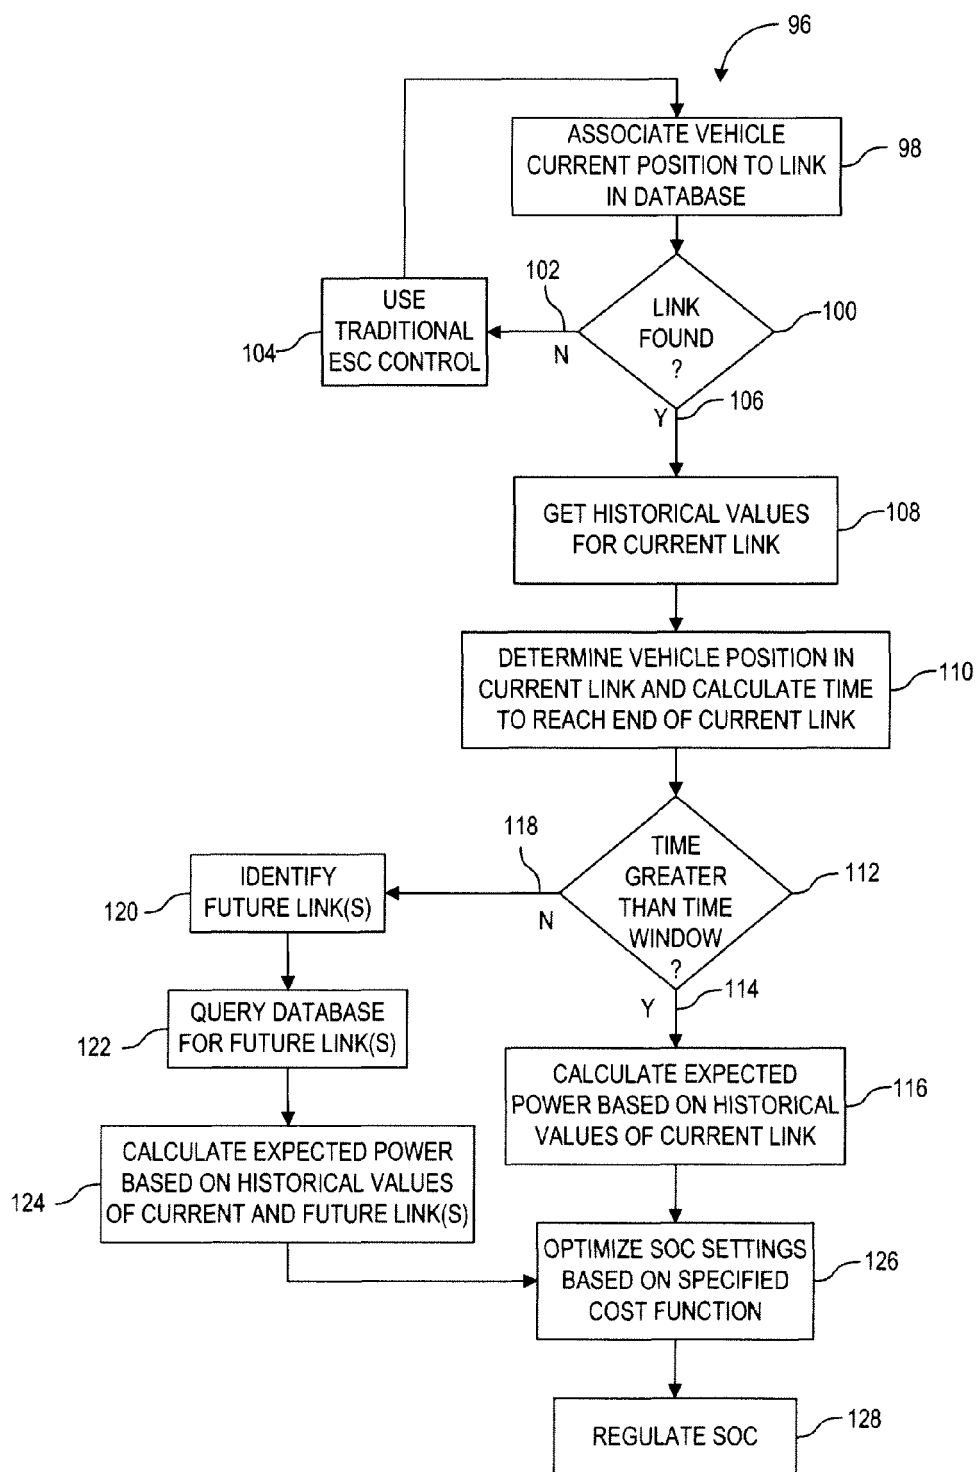 96
ASSOCIATE VEHICLE
CURRENT POSITION TO LINK
IN DATABASE
98
LINK
FOUND
?
100
102
N
USE
TRADITIONAL
ESC CONTROL
104
Y
106
GET HISTORICAL VALUES
FOR CURRENT LINK
108
DETERMINE VEHICLE POSITION IN
CURRENT LINK AND CALCULATE TIME
TO REACH END OF CURRENT LINK
110
TIME
GREATER
THAN TIME
WINDOW
?
112
118
N
IDENTIFY
FUTURE LINK(S)
120
QUERY DATABASE
FOR FUTURE LINK(S)
122
CALCULATE EXPECTED POWER
BASED ON HISTORICAL VALUES
OF CURRENT AND FUTURE LINK(S)
124
Y
114
CALCULATE EXPECTED
POWER BASED ON HISTORICAL
VALUES OF CURRENT LINK
116
OPTIMIZE SOC SETTINGS
BASED ON SPECIFIED
COST FUNCTION
126
REGULATE SOC
128